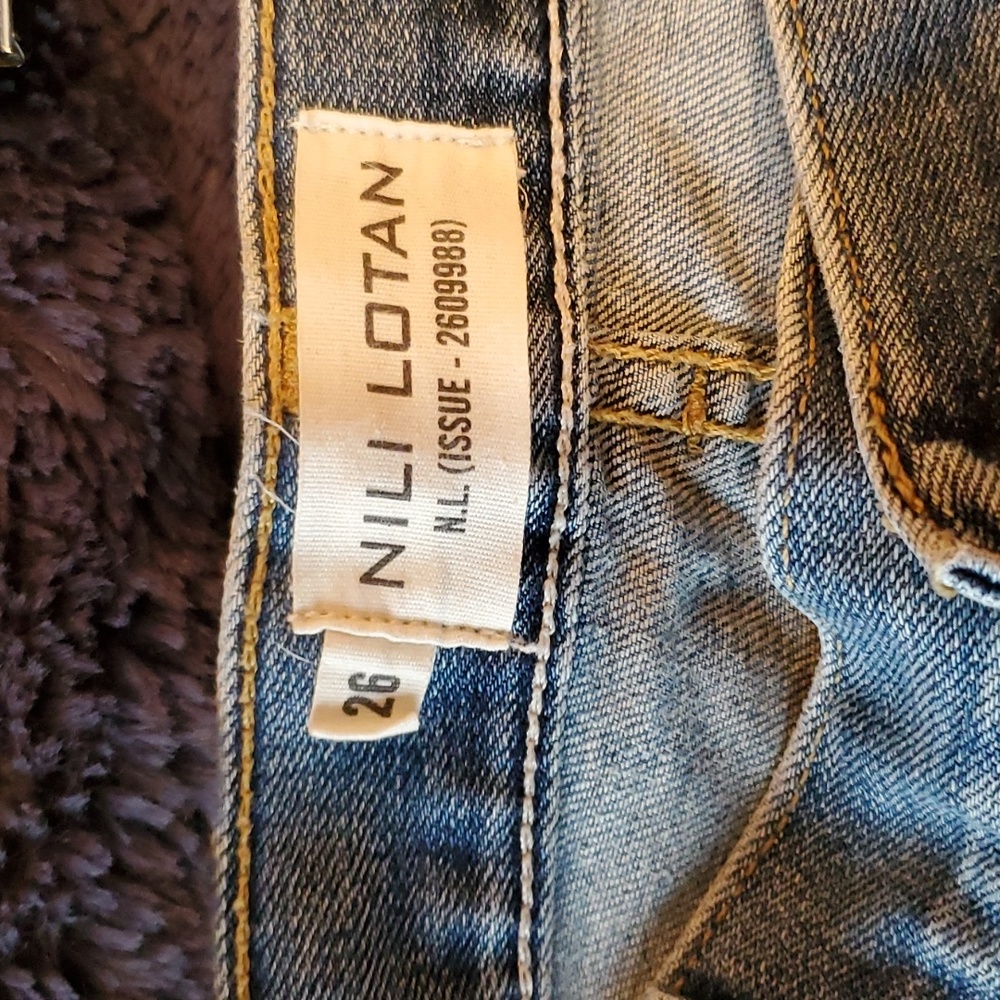 NILI LOTAN
N.L. (ISSUE - 2609988)
26